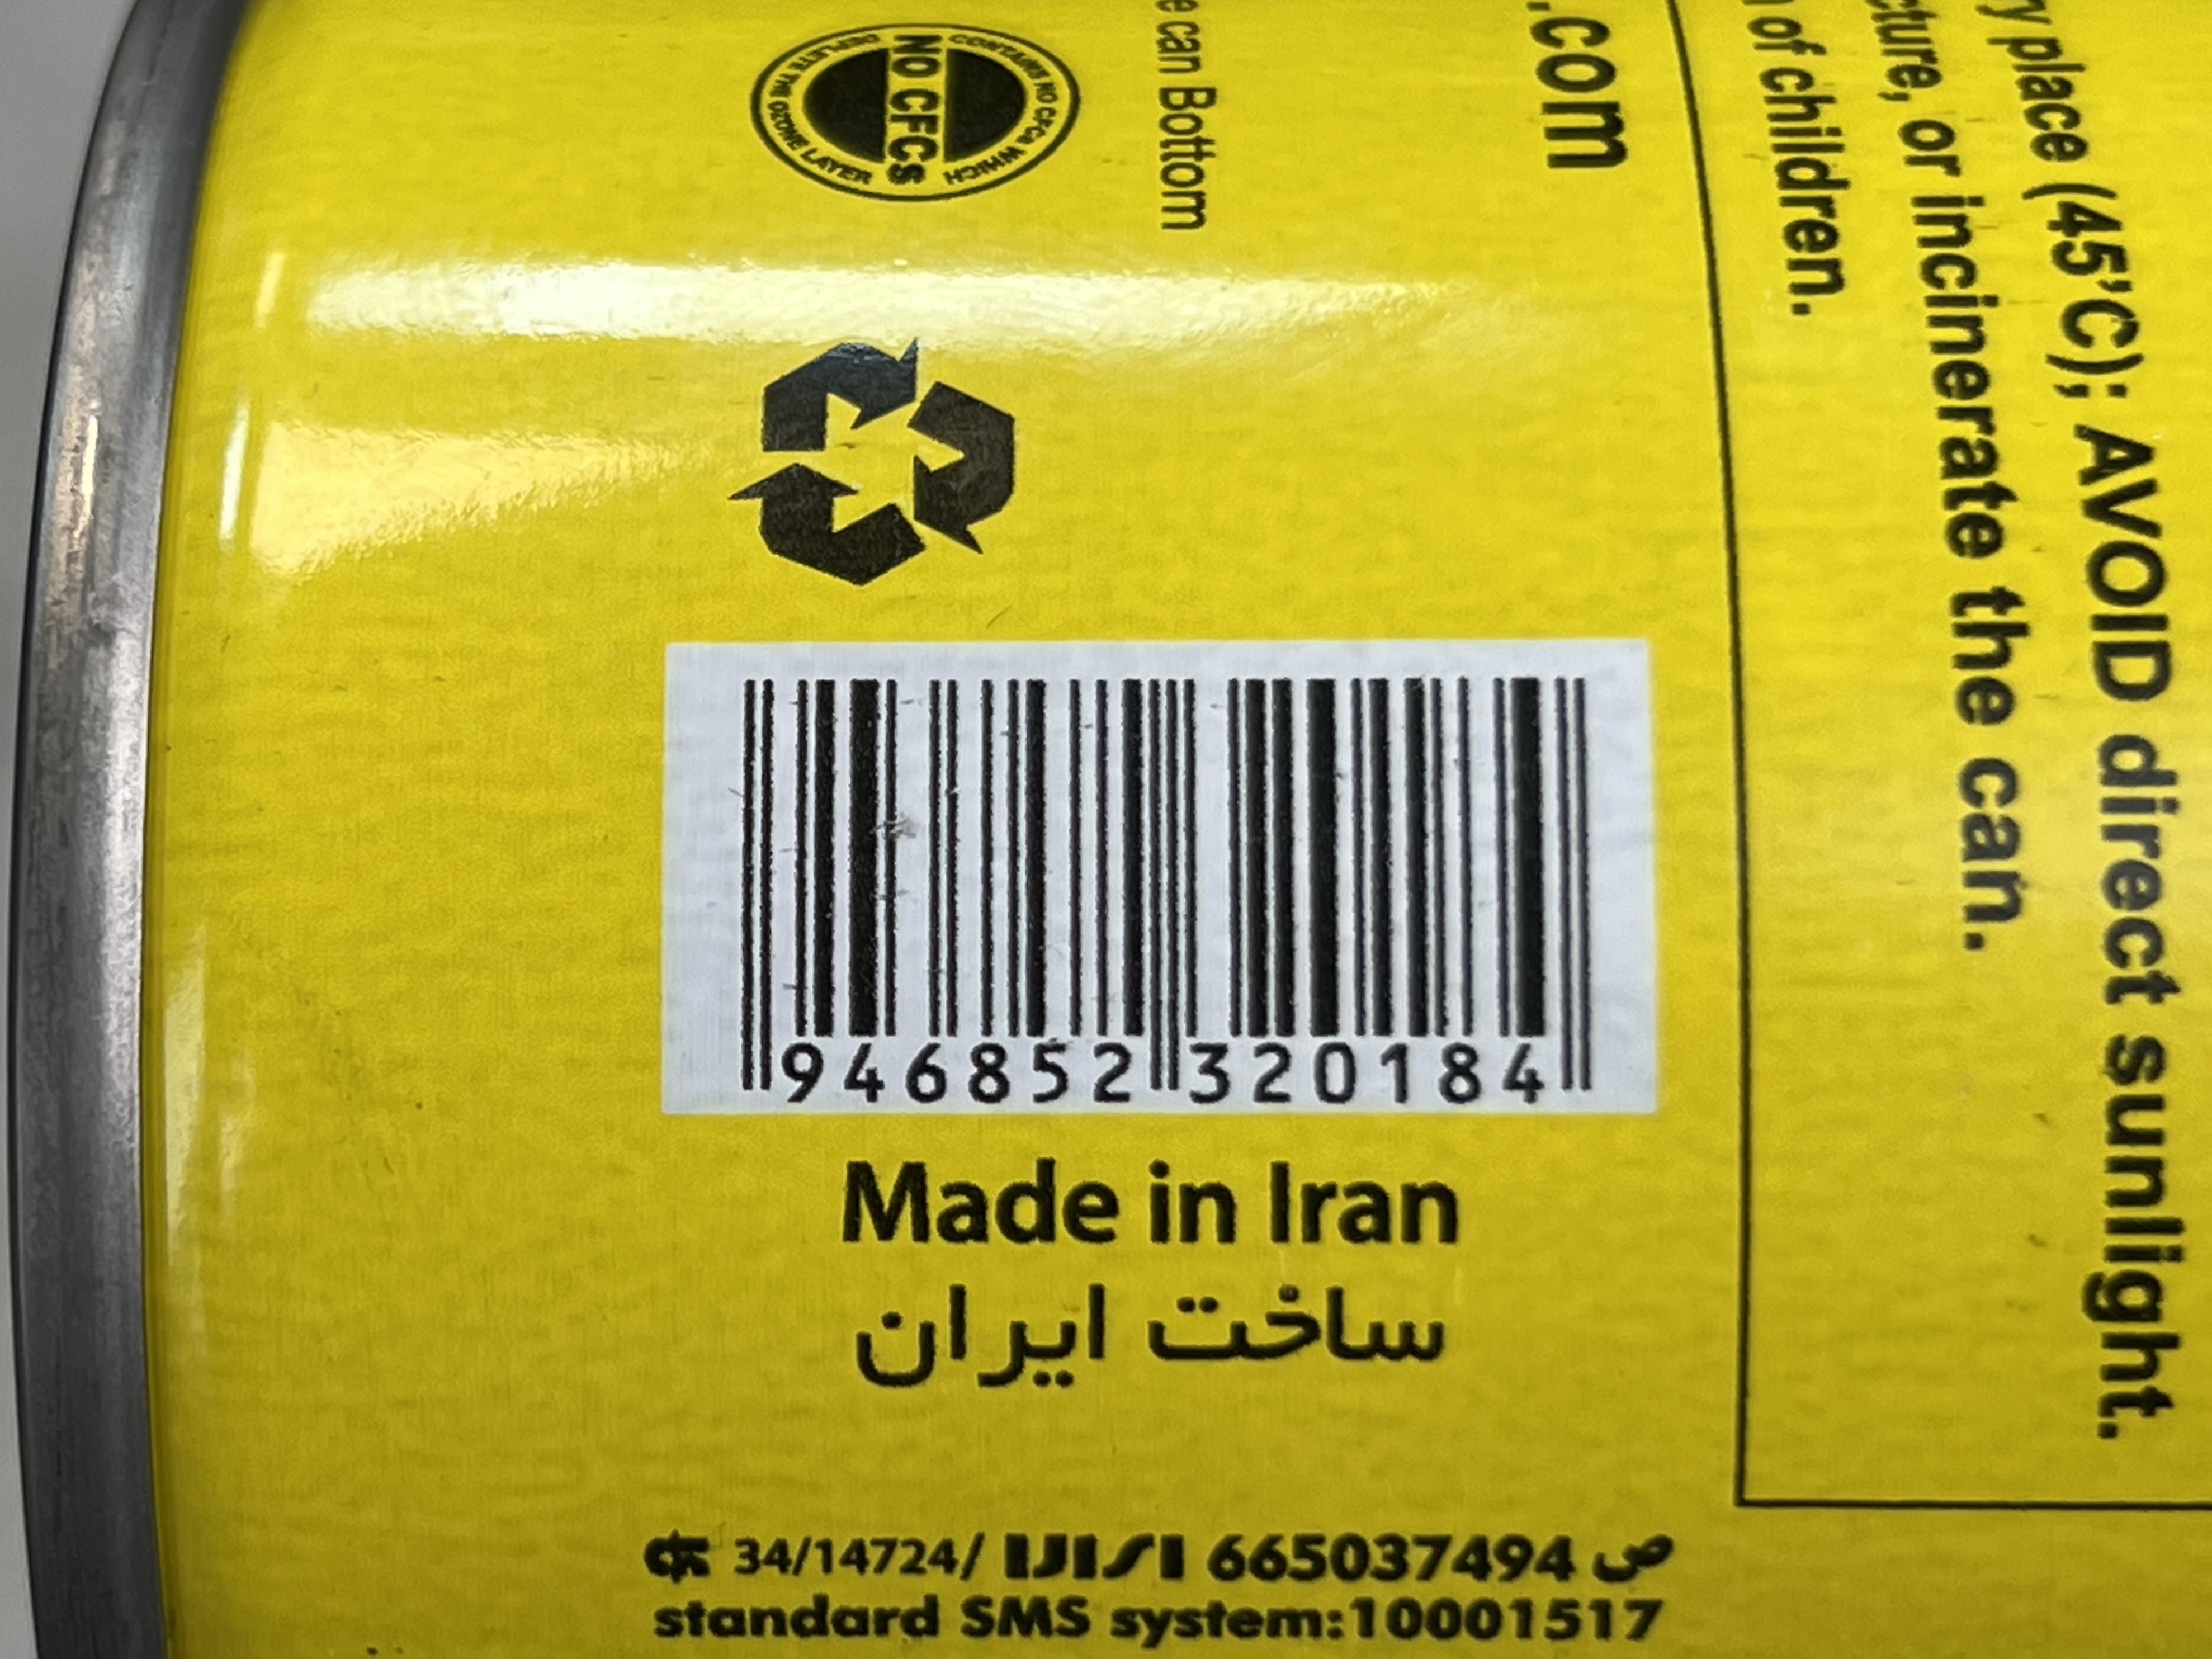 NO CFCS
CONTAINS NO CFCs WHICH
DEPLETE THE OZONE LAYER
can Bottom
.com
of children.
or incinerate the can.
place (45'C); AVOID direct sunlight.
946852 320184
Made in Iran
ساخت ایران
34/14724/ 665037494 ص
standard SMS system:10001517